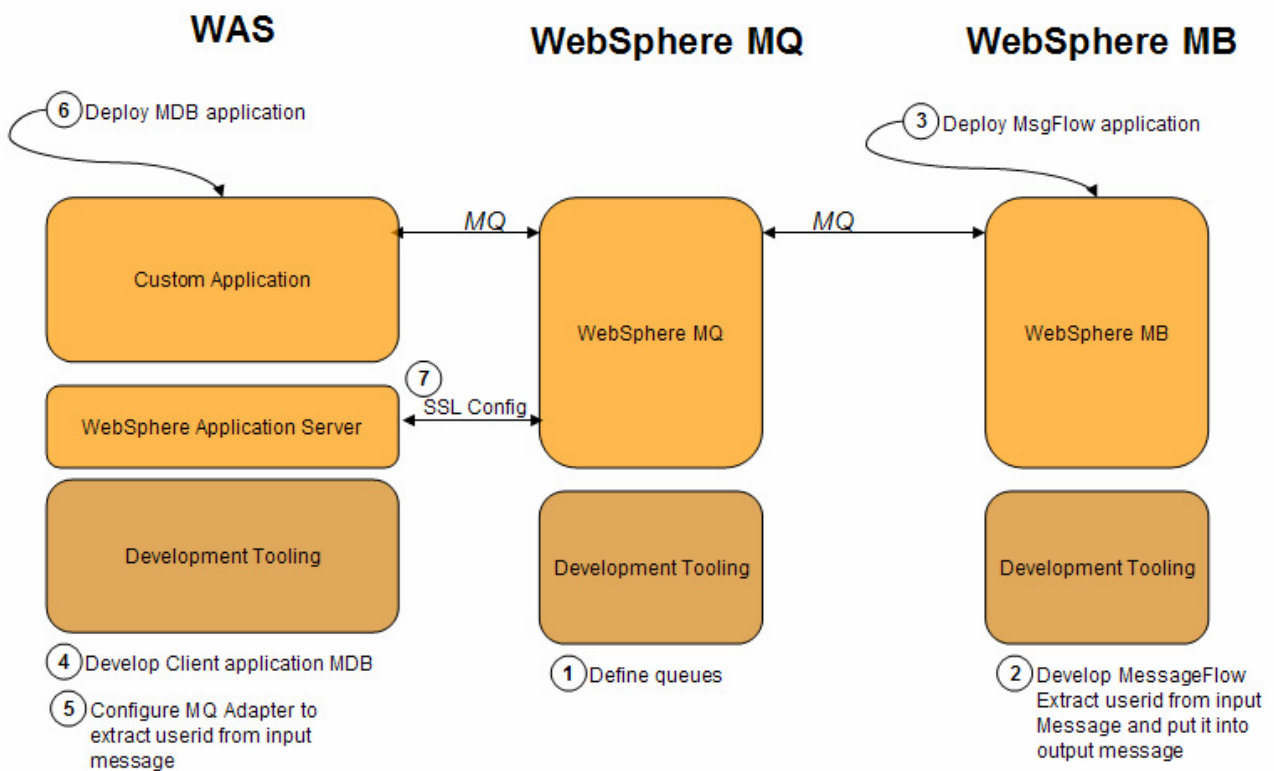 WAS
WebSphere MQ
WebSphere MB
6 Deploy MDB application
3 Deploy MsgFlow application
MQ
MQ
Custom Application
WebSphere MQ
WebSphere MB
7
SSL Config
WebSphere Application Server
Development Tooling
Development Tooling
Development Tooling
4 Develop Client application MDB
5 Configure MQ Adapter to
extract userid from input
message
1 Define queues
2 Develop MessageFlow
Extract userid from input
Message and put it into
output message